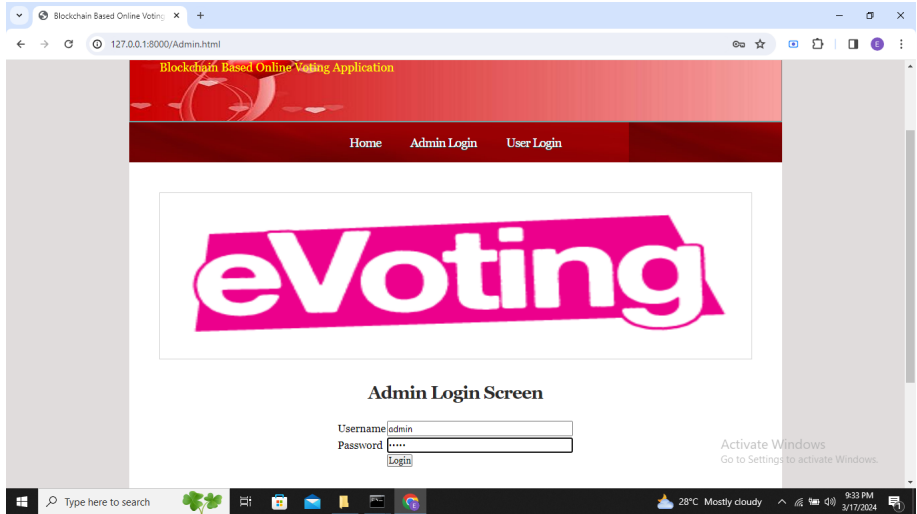 Blockchain Based Online Voting
127.0.0.1:8000/Admin.html
E
Blockchain Based Online Voting Application
Home Admin Login User Login
eVoting
Admin Login Screen
Username admin
Password •••••
Login
Activate Windows
Go to Settings to activate Windows.
Type here to search
28°C Mostly cloudy
9:33 PM
3/17/2024